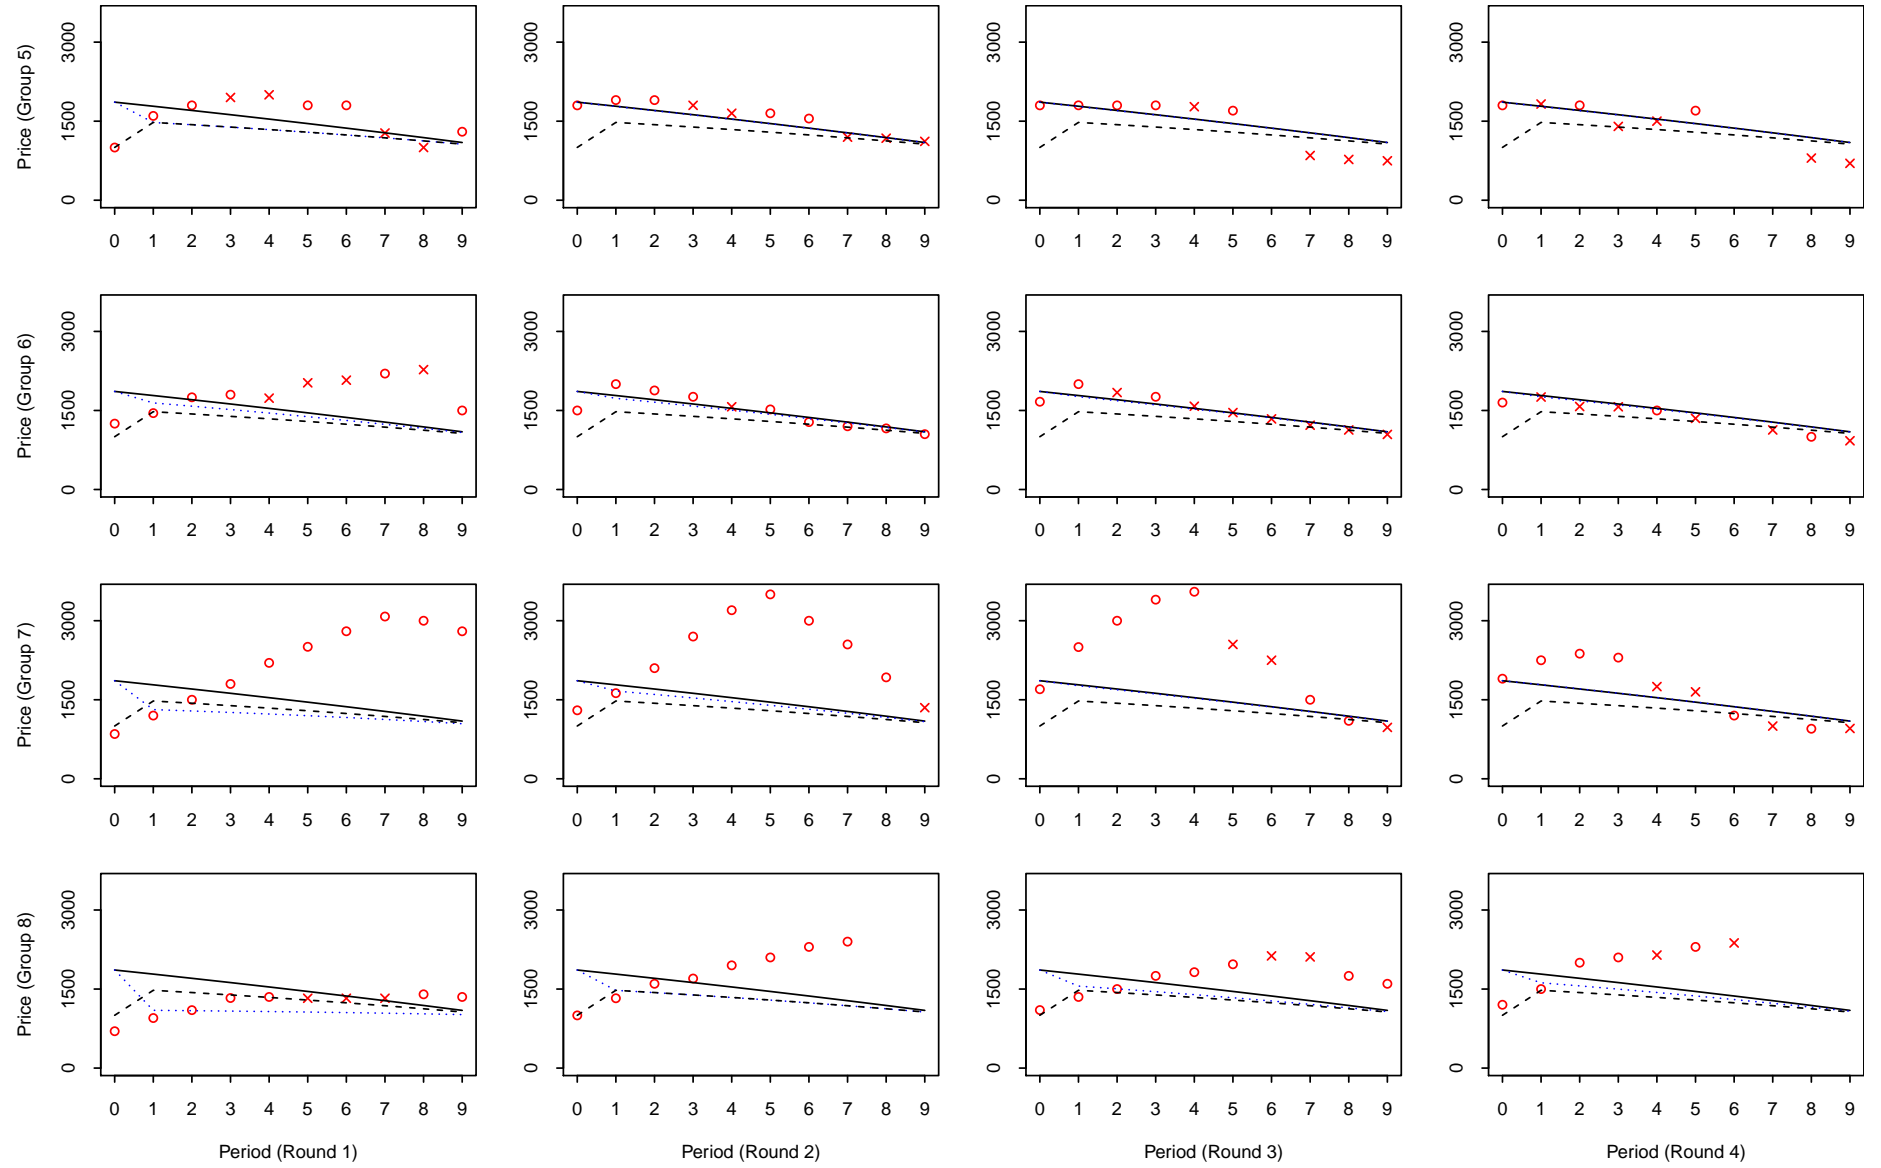 Price (Group 5)
0 1500 3000
0 1 2 3 4 5 6 7 8 9
0 1500 3000
0 1 2 3 4 5 6 7 8 9
0 1500 3000
0 1 2 3 4 5 6 7 8 9
0 1500 3000
0 1 2 3 4 5 6 7 8 9
Price (Group 6)
0 1500 3000
0 1 2 3 4 5 6 7 8 9
0 1500 3000
0 1 2 3 4 5 6 7 8 9
0 1500 3000
0 1 2 3 4 5 6 7 8 9
0 1500 3000
0 1 2 3 4 5 6 7 8 9
Price (Group 7)
0 1500 3000
0 1 2 3 4 5 6 7 8 9
0 1500 3000
0 1 2 3 4 5 6 7 8 9
0 1500 3000
0 1 2 3 4 5 6 7 8 9
0 1500 3000
0 1 2 3 4 5 6 7 8 9
Price (Group 8)
0 1500 3000
0 1 2 3 4 5 6 7 8 9
Period (Round 1)
0 1500 3000
0 1 2 3 4 5 6 7 8 9
Period (Round 2)
0 1500 3000
0 1 2 3 4 5 6 7 8 9
Period (Round 3)
0 1500 3000
0 1 2 3 4 5 6 7 8 9
Period (Round 4)